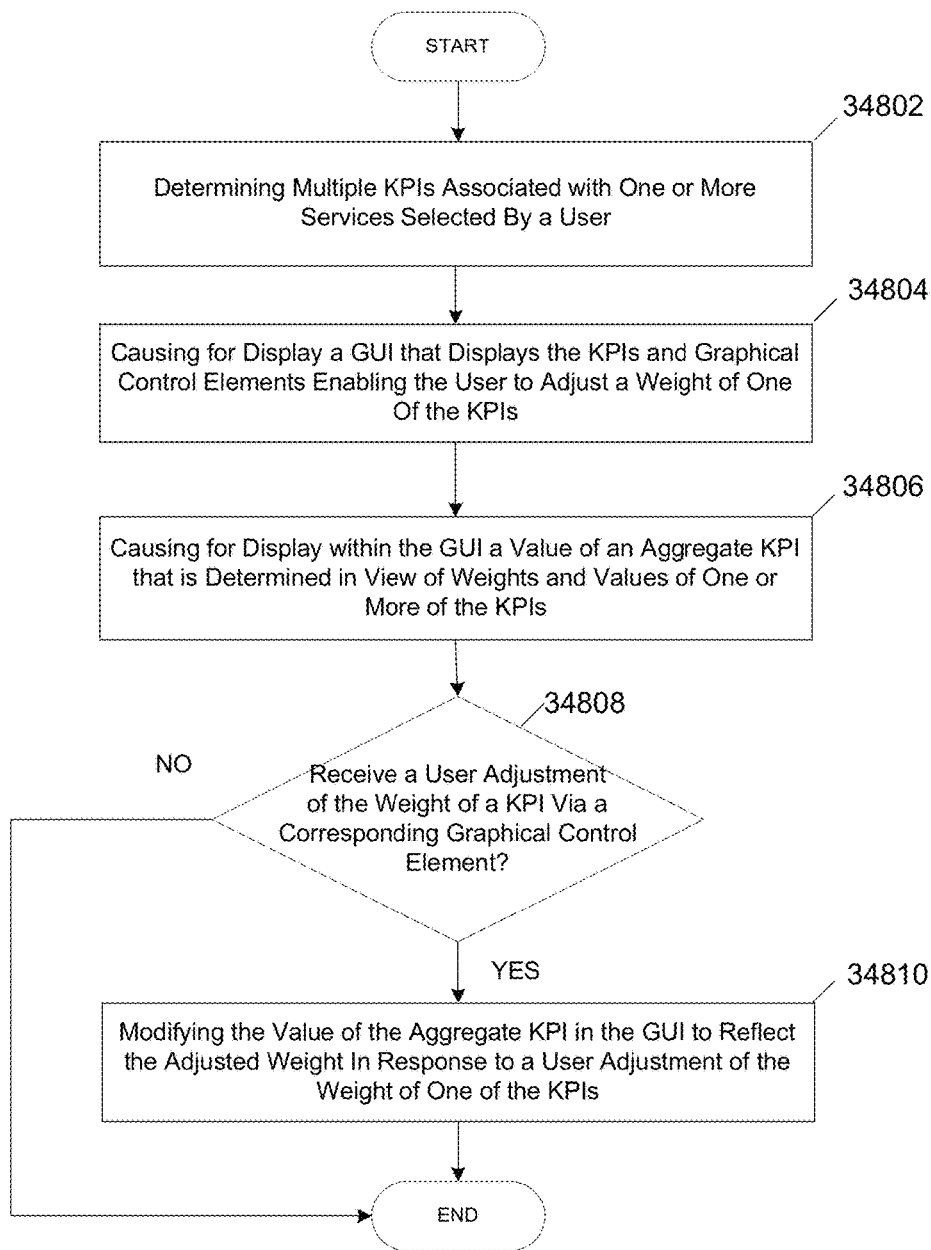 START
34802
Determining Multiple KPIs Associated with One or More
Services Selected By a User
34804
Causing for Display a GUI that Displays the KPIs and Graphical
Control Elements Enabling the User to Adjust a Weight of One
Of the KPIs
34806
Causing for Display within the GUI a Value of an Aggregate KPI
that is Determined in View of Weights and Values of One or
More of the KPIs
34808
NO
Receive a User Adjustment
of the Weight of a KPI Via a
Corresponding Graphical Control
Element?
YES
34810
Modifying the Value of the Aggregate KPI in the GUI to Reflect
the Adjusted Weight In Response to a User Adjustment of the
Weight of One of the KPIs
END